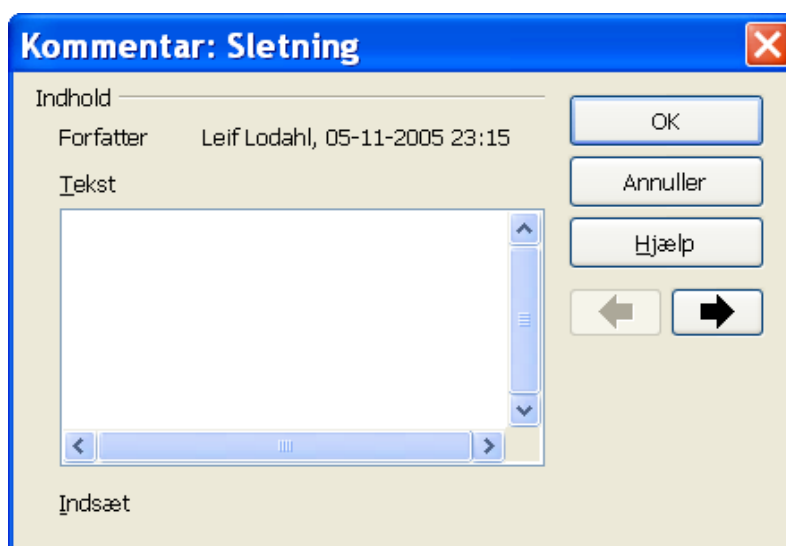 Kommentar: Sletning
Indhold
Forfatter Leif Lodahl, 05-11-2005 23:15
Tekst
OK
Annuller
Hjælp
Indsæt